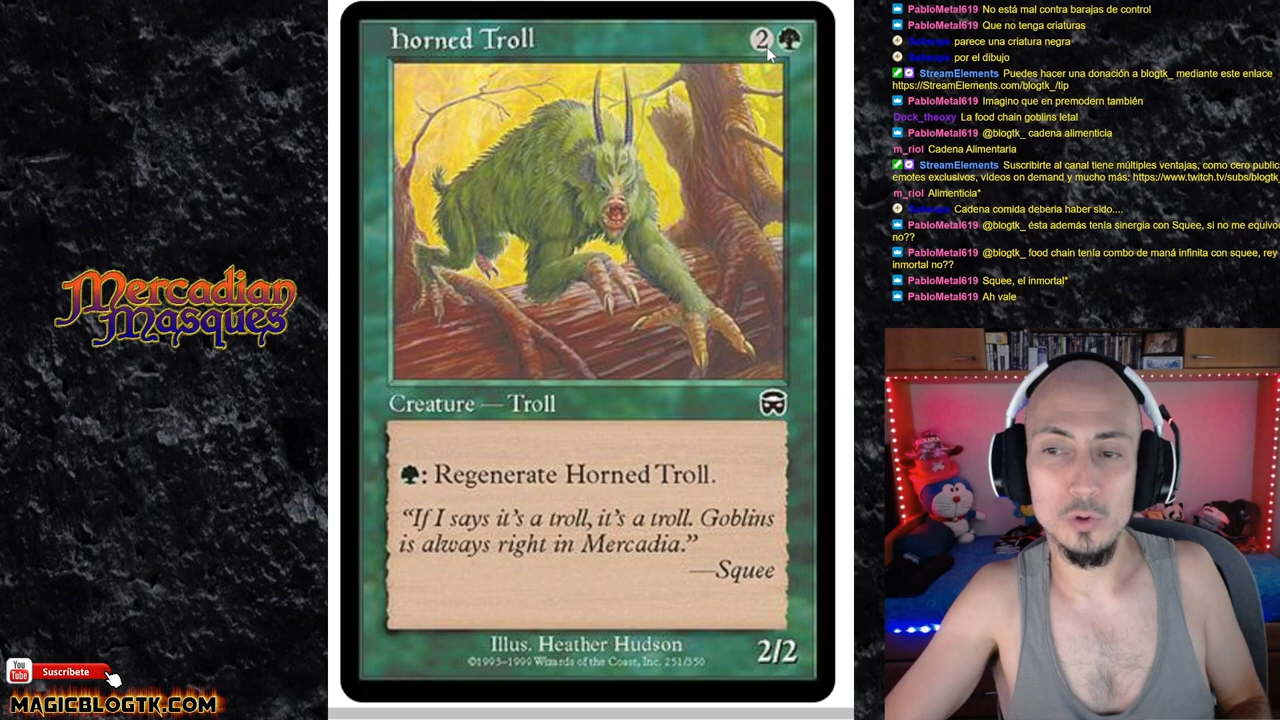 Mercadian
Masques
You
Tube
Suscríbete
MAGICBLOGTK.COM
Horned Troll
2
Creature — Troll
: Regenerate Horned Troll.
“If I says it’s a troll, it’s a troll. Goblins
is always right in Mercadia.”
—Squee
Illus. Heather Hudson
©1993–1999 Wizards of the Coast, Inc. 251/350
2/2
PabloMetal619 No está mal contra barajas de control
PabloMetal619 Que no tenga criaturas
parece una criatura negra
por el dibujo
StreamElements Puedes hacer una donación a blogtk_ mediante este enlace
https://StreamElements.com/blogtk_/tip
PabloMetal619 Imagino que en premodern también
Dock_theoxy La food chain goblins letal
PabloMetal619 @blogtk_ cadena alimenticia
m_riol Cadena Alimentaria
StreamElements Suscribirte al canal tiene múltiples ventajas, como cero public
emotes exclusivos, vídeos on demand y mucho más: https://www.twitch.tv/subs/blogtk_
m_riol Alimenticia*
Cadena comida deberia haber sido....
PabloMetal619 @blogtk_ ésta además tenía sinergia con Squee, si no me equivoc
no??
PabloMetal619 @blogtk_ food chain tenía combo de maná infinita con squee, rey
inmortal no??
PabloMetal619 Squee, el inmortal*
PabloMetal619 Ah vale